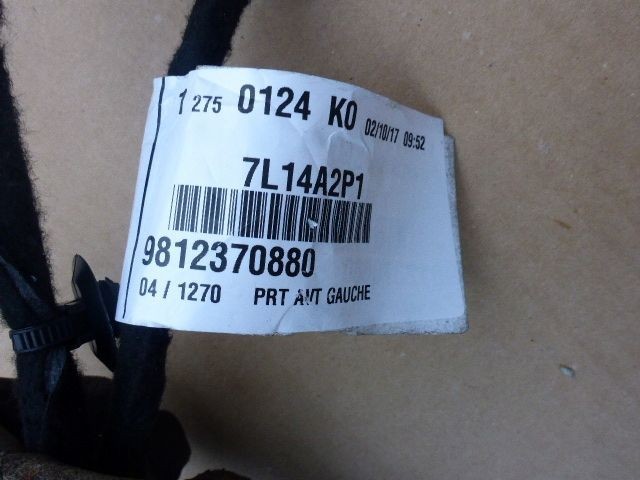 1 275 0124 K0 02/10/17 09:52
7L14A2P1
9812370880
04 / 1270 PRT AVT GAUCHE